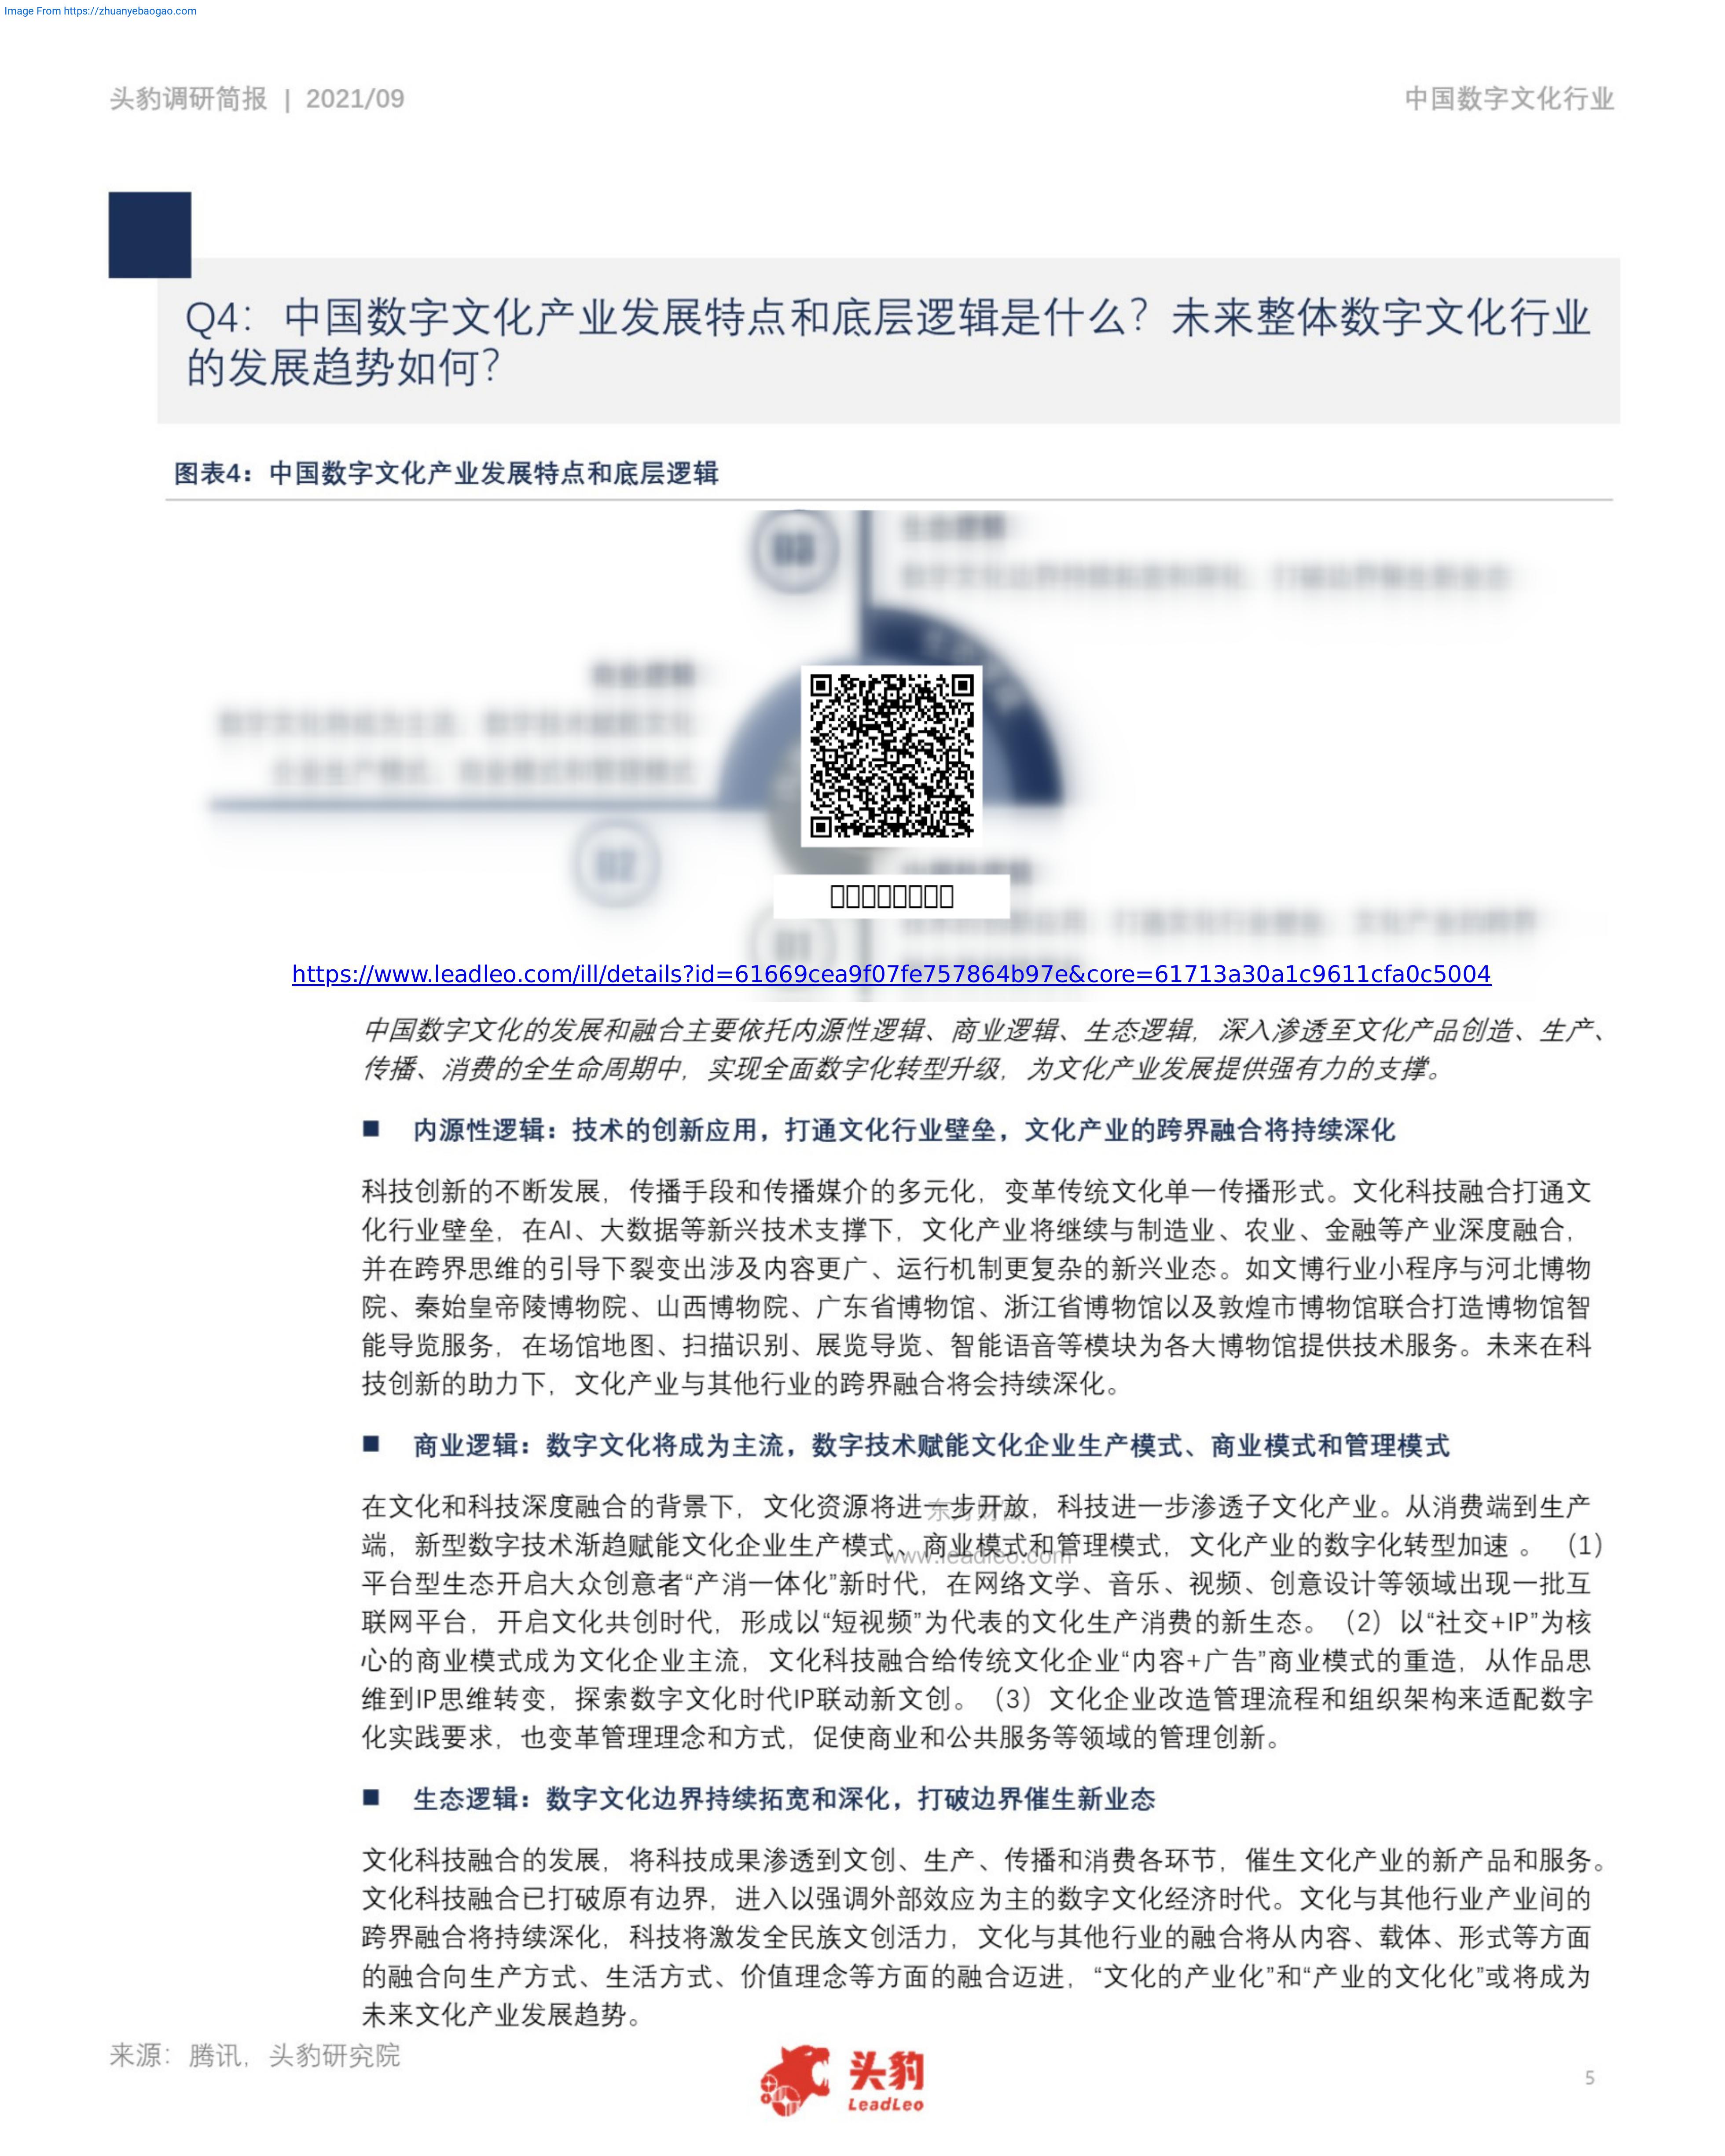 Image From https://zhuanyebaogao.com
头豹调研简报 | 2021/09
中国数字文化行业
Q4：中国数字文化产业发展特点和底层逻辑是什么？未来整体数字文化行业
的发展趋势如何？
图表4：中国数字文化产业发展特点和底层逻辑
03
02
01
https://www.leadleo.com/ill/details?id=61669cea9f07fe757864b97e&core=61713a30a1c9611cfa0c5004
中国数字文化的发展和融合主要依托内源性逻辑、商业逻辑、生态逻辑，深入渗透至文化产品创造、生产、
传播、消费的全生命周期中，实现全面数字化转型升级，为文化产业发展提供强有力的支撑。
■ 内源性逻辑：技术的创新应用，打通文化行业壁垒，文化产业的跨界融合将持续深化
科技创新的不断发展，传播手段和传播媒介的多元化，变革传统文化单一传播形式。文化科技融合打通文
化行业壁垒，在AI、大数据等新兴技术支撑下，文化产业将继续与制造业、农业、金融等产业深度融合，
并在跨界思维的引导下裂变出涉及内容更广、运行机制更复杂的新兴业态。如文博行业小程序与河北博物
院、秦始皇帝陵博物院、山西博物院、广东省博物馆、浙江省博物馆以及敦煌市博物馆联合打造博物馆智
能导览服务，在场馆地图、扫描识别、展览导览、智能语音等模块为各大博物馆提供技术服务。未来在科
技创新的助力下，文化产业与其他行业的跨界融合将会持续深化。
■ 商业逻辑：数字文化将成为主流，数字技术赋能文化企业生产模式、商业模式和管理模式
在文化和科技深度融合的背景下，文化资源将进一步开放，科技进一步渗透子文化产业。从消费端到生产
端，新型数字技术渐趋赋能文化企业生产模式、商业模式和管理模式，文化产业的数字化转型加速 。（1）
平台型生态开启大众创意者“产消一体化”新时代，在网络文学、音乐、视频、创意设计等领域出现一批互
联网平台，开启文化共创时代，形成以“短视频”为代表的文化生产消费的新生态。（2）以“社交+IP”为核
心的商业模式成为文化企业主流，文化科技融合给传统文化企业“内容+广告”商业模式的重造，从作品思
维到IP思维转变，探索数字文化时代IP联动新文创。（3）文化企业改造管理流程和组织架构来适配数字
化实践要求，也变革管理理念和方式，促使商业和公共服务等领域的管理创新。
东方财富
www.leadleo.com
■ 生态逻辑：数字文化边界持续拓宽和深化，打破边界催生新业态
文化科技融合的发展，将科技成果渗透到文创、生产、传播和消费各环节，催生文化产业的新产品和服务。
文化科技融合已打破原有边界，进入以强调外部效应为主的数字文化经济时代。文化与其他行业产业间的
跨界融合将持续深化，科技将激发全民族文创活力，文化与其他行业的融合将从内容、载体、形式等方面
的融合向生产方式、生活方式、价值理念等方面的融合迈进，“文化的产业化”和“产业的文化化”或将成为
未来文化产业发展趋势。
来源：腾讯，头豹研究院
头豹
LeadLeo
5